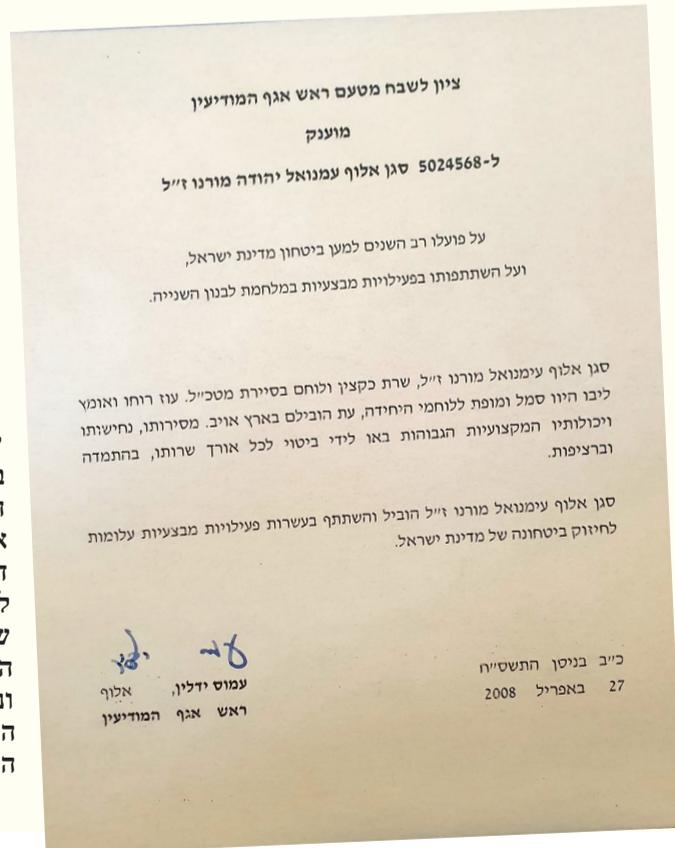 ציון לשבח מטעם ראש אגף המודיעין
מוענק
ל-5024568 סגן אלוף עמנואל יהודה מורנו ז״ל
על פועלו רב השנים למען ביטחון מדינת ישראל,
ועל השתתפותו בפעילויות מבצעיות במלחמת לבנון השנייה.
סגן אלוף עימנואל מורנו ז״ל, שרת כקצין ולוחם בסיירת מטכ״ל. עוז רוחו ואומץ
ליבו היוו סמל ומופת ללוחמי היחידה, עת הובילם בארץ אויב. מסירותו, נחישותו
ויכולותיו המקצועיות הגבוהות באו לידי ביטוי לכל אורך שרותו, בהתמדה
וברציפות.
סגן אלוף עימנואל מורנו ז״ל הוביל והשתתף בעשרות פעילויות מבצעיות עלומות
לחיזוק ביטחונה של מדינת ישראל.
כ״ב בניסן התשס״ח
27 באפריל 2008
עמוס ידלין, אלוף
ראש אגף המודיעין